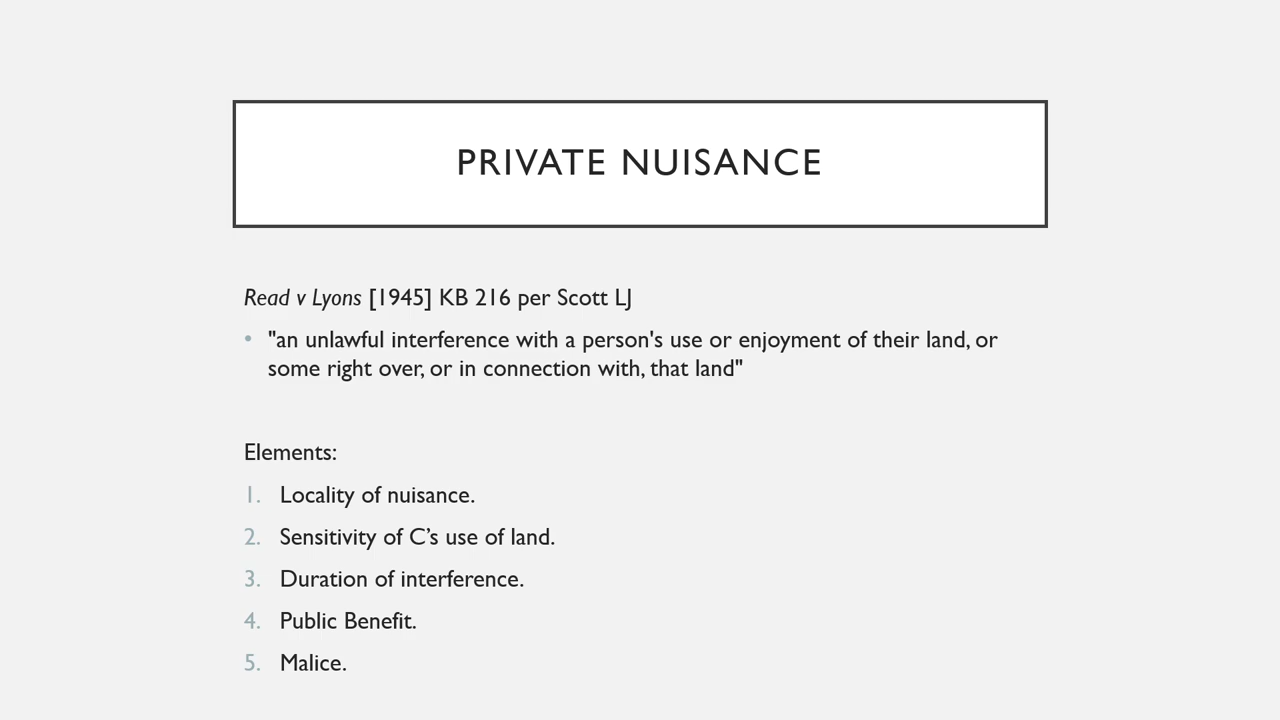 PRIVATE NUISANCE
Read v Lyons [1945] KB 216 per Scott LJ
• "an unlawful interference with a person's use or enjoyment of their land, or
some right over, or in connection with, that land"
Elements:
1. Locality of nuisance.
2. Sensitivity of C’s use of land.
3. Duration of interference.
4. Public Benefit.
5. Malice.